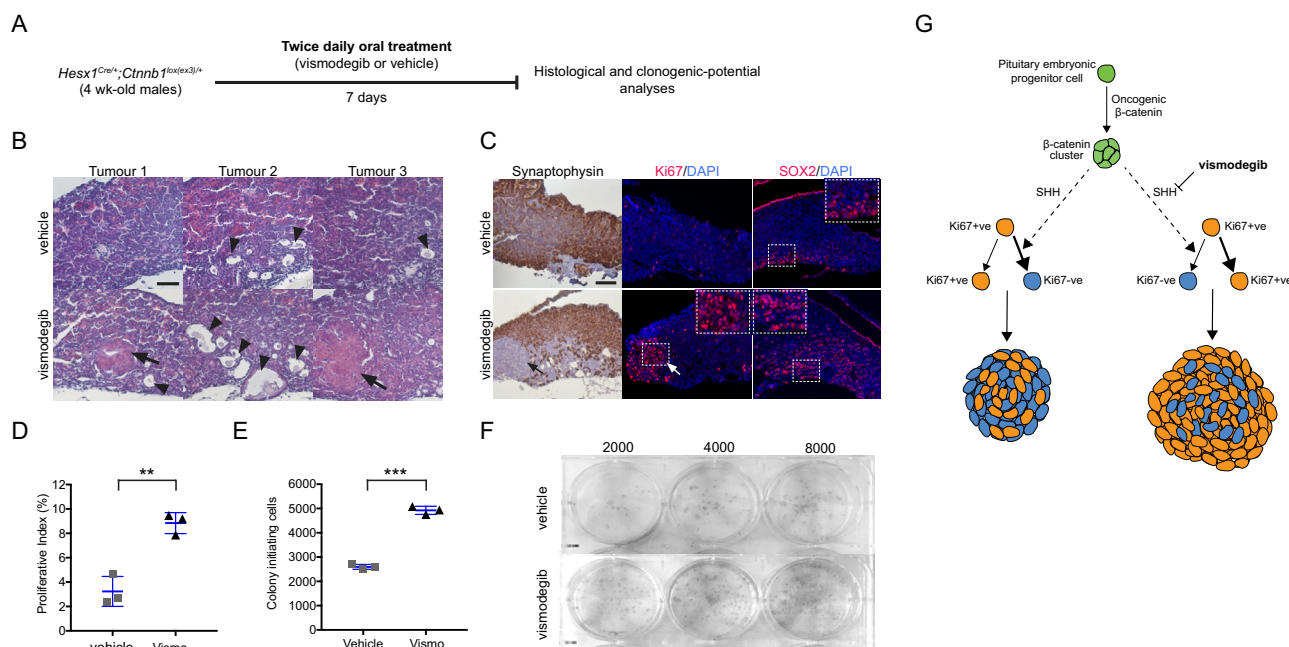 A
Hesx1Cre/+;Ctnnb1lox(ex3)/+
(4 wk-old males)
Twice daily oral treatment
(vismodegib or vehicle)
7 days
Histological and clonogenic-potential
analyses
B
Tumour 1 Tumour 2 Tumour 3
vehicle
vismodegib
C
Synaptophysin Ki67/DAPI SOX2/DAPI
vehicle
vismodegib
D
Proliferative Index (%)
12
10
8
6
4
2
0
**
vehicle Vismo
E
Colony initiating cells
6000
5000
4000
3000
2000
1000
0
***
Vehicle Vismo
F
2000 4000 8000
vehicle
vismodegib
G
Pituitary embryonic
progenitor cell
Oncogenic
β-catenin
β-catenin
cluster
vismodegib
SHH SHH
Ki67+ve Ki67+ve
Ki67+ve Ki67-ve Ki67-ve Ki67+ve